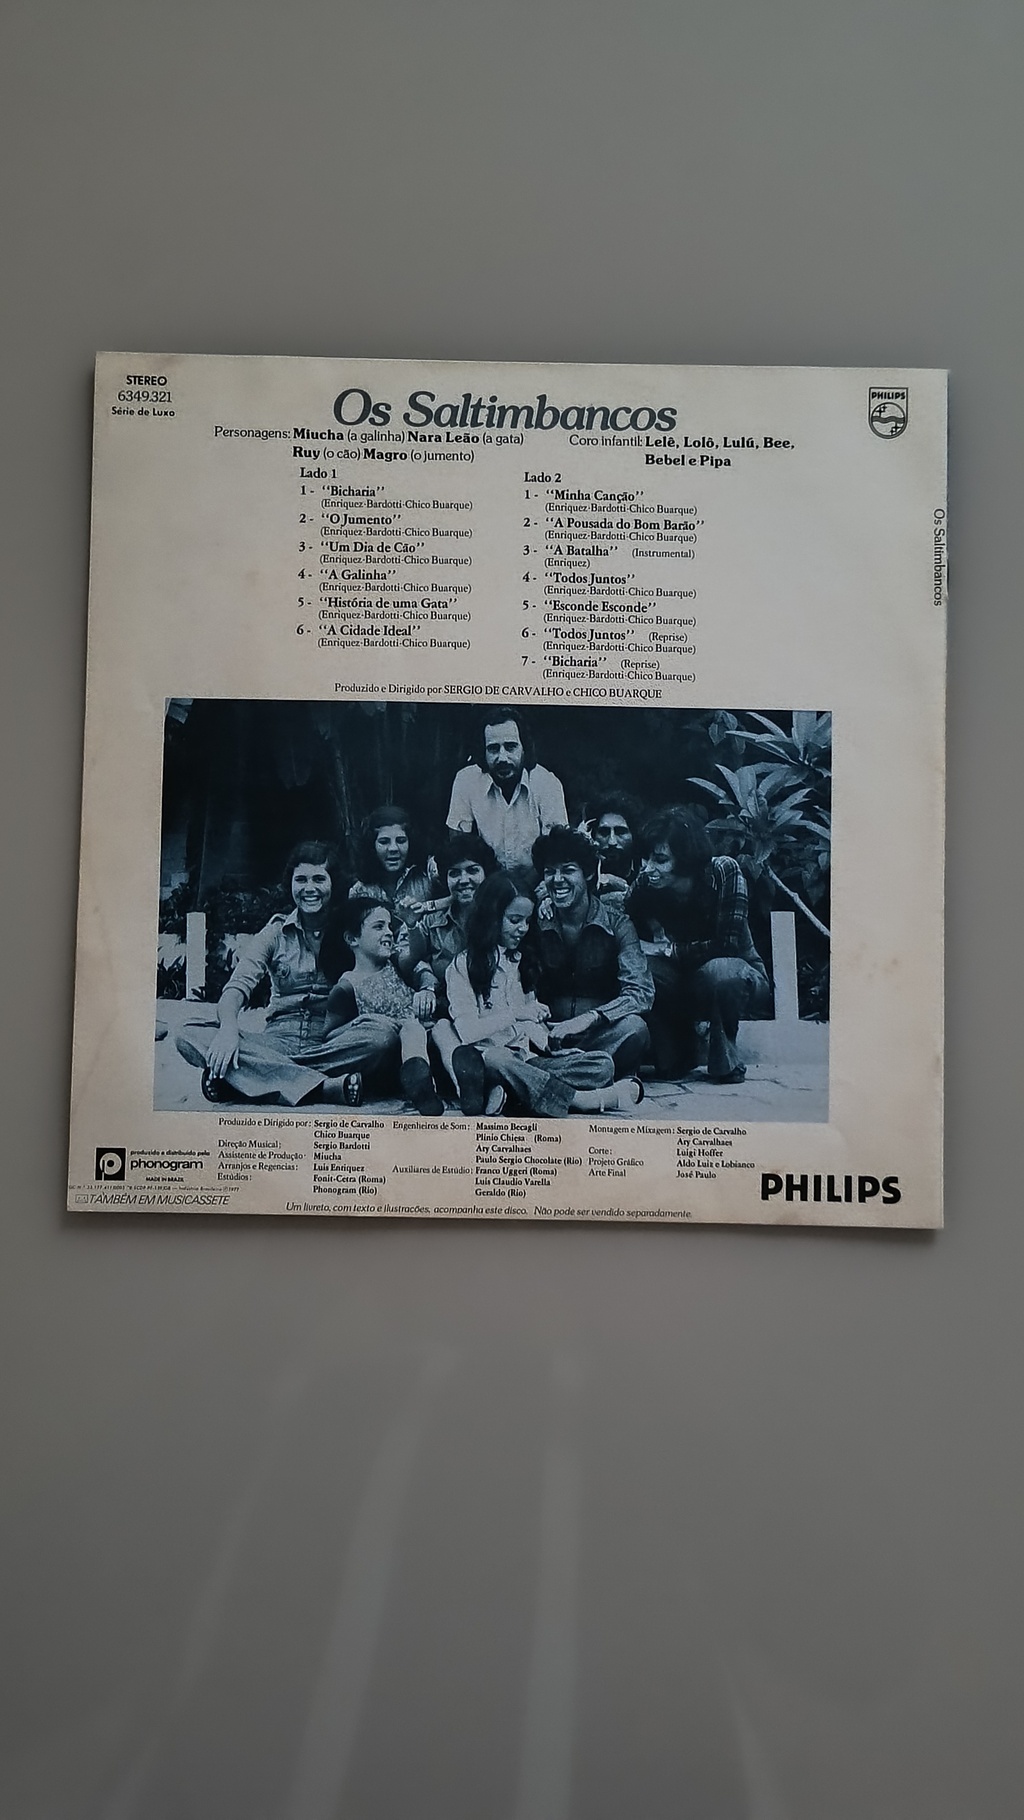 STEREO
6349.321
Série de Luxo
PHILIPS
Os Saltimbancos
Personagens: Miucha (a galinha) Nara Leão (a gata)
Ruy (o cão) Magro (o jumento)
Coro infantil: Lelê, Lolô, Lulú, Bee,
Bebel e Pipa
Lado 1
1 - "Bicharia"
(Enriquez-Bardotti-Chico Buarque)
2 - "O Jumento"
(Enriquez-Bardotti-Chico Buarque)
3 - "Um Dia de Cão"
(Enriquez-Bardotti-Chico Buarque)
4 - "A Galinha"
(Enriquez-Bardotti-Chico Buarque)
5 - "História de uma Gata"
(Enriquez-Bardotti-Chico Buarque)
6 - "A Cidade Ideal"
(Enriquez-Bardotti-Chico Buarque)
Lado 2
1 - "Minha Canção"
(Enriquez-Bardotti-Chico Buarque)
2 - "A Pousada do Bom Barão"
(Enriquez-Bardotti-Chico Buarque)
3 - "A Batalha" (Instrumental)
(Enriquez)
4 - "Todos Juntos"
(Enriquez-Bardotti-Chico Buarque)
5 - "Esconde Esconde"
(Enriquez-Bardotti-Chico Buarque)
6 - "Todos Juntos" (Reprise)
(Enriquez-Bardotti-Chico Buarque)
7 - "Bicharia" (Reprise)
(Enriquez-Bardotti-Chico Buarque)
Os Saltimbancos
Produzido e Dirigido por SERGIO DE CARVALHO e CHICO BUARQUE
Produzido e Dirigido por: Sergio de Carvalho
Chico Buarque
Direção Musical: Sergio Bardotti
Assistente de Produção: Miucha
Arranjos e Regencias: Luis Enriquez
Estúdios: Fonit-Cetra (Roma)
Phonogram (Rio)
Engenheiros de Som: Massimo Becagli
Plinio Chiesa (Roma)
Ary Carvalhaes
Paulo Sergio Chocolate (Rio)
Auxiliares de Estúdio: Franco Uggeri (Roma)
Luis Claudio Varella
Geraldo (Rio)
Montagem e Mixagem: Sergio de Carvalho
Ary Carvalhaes
Corte: Luigi Hoffer
Projeto Gráfico Aldo Luiz e Lobianco
Arte Final José Paulo
produzido e distribuído pela
phonogram
MADE IN BRAZIL
TAMBÉM EM MUSICASSETE
Um livreto, com texto e ilustrações, acompanha este disco. Não pode ser vendido separadamente.
PHILIPS